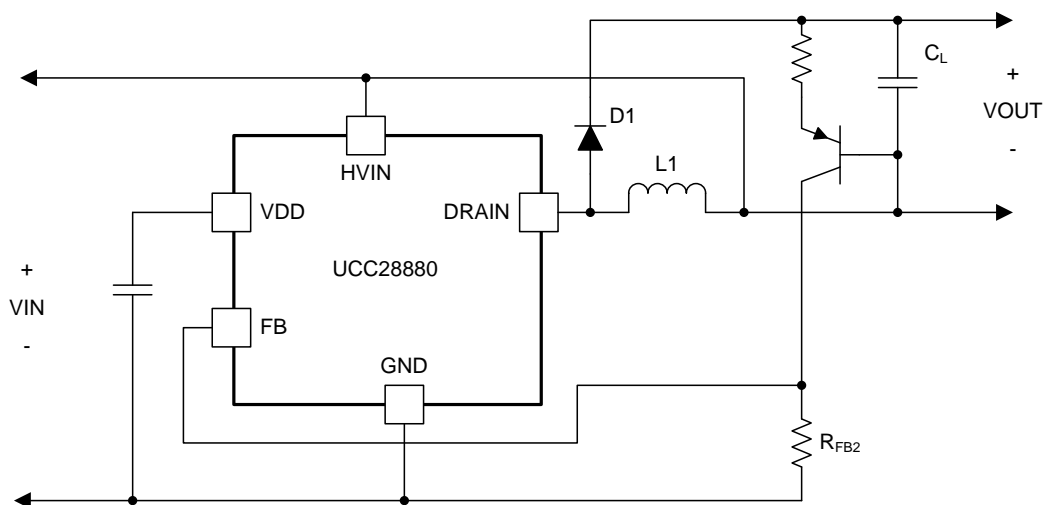 C_L
+
VOUT
-
D1
HVIN
L1
VDD
DRAIN
+
VIN
-
UCC28880
FB
GND
R_FB2